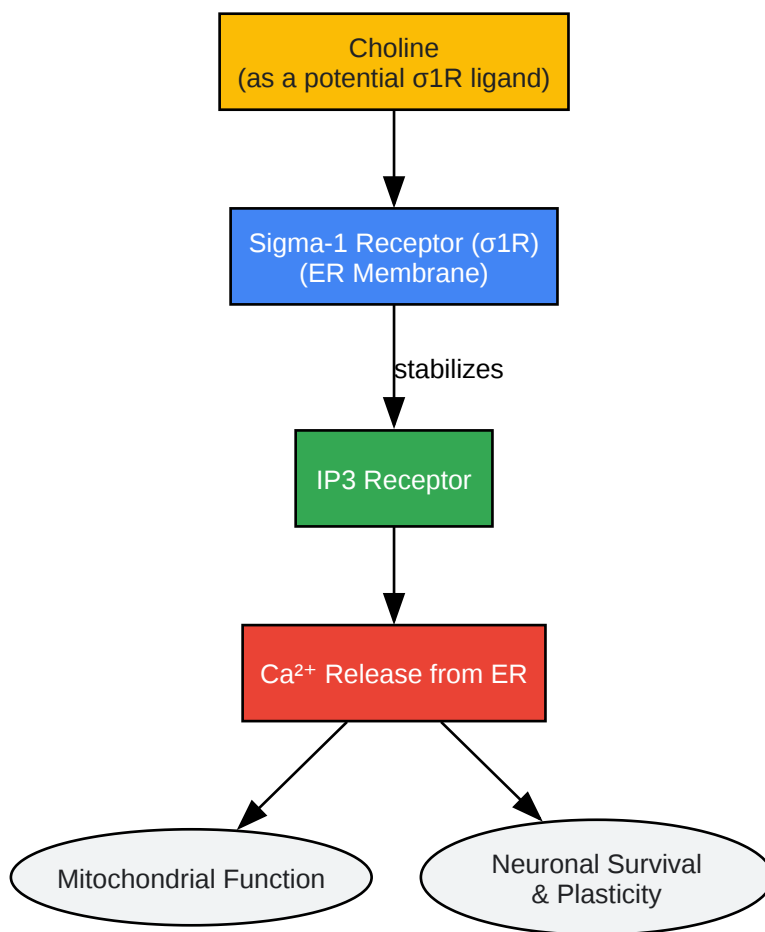 Choline
(as a potential σ1R ligand)
Sigma-1 Receptor (σ1R)
(ER Membrane)
stabilizes
IP3 Receptor
Ca²⁺ Release from ER
Mitochondrial Function
Neuronal Survival
& Plasticity